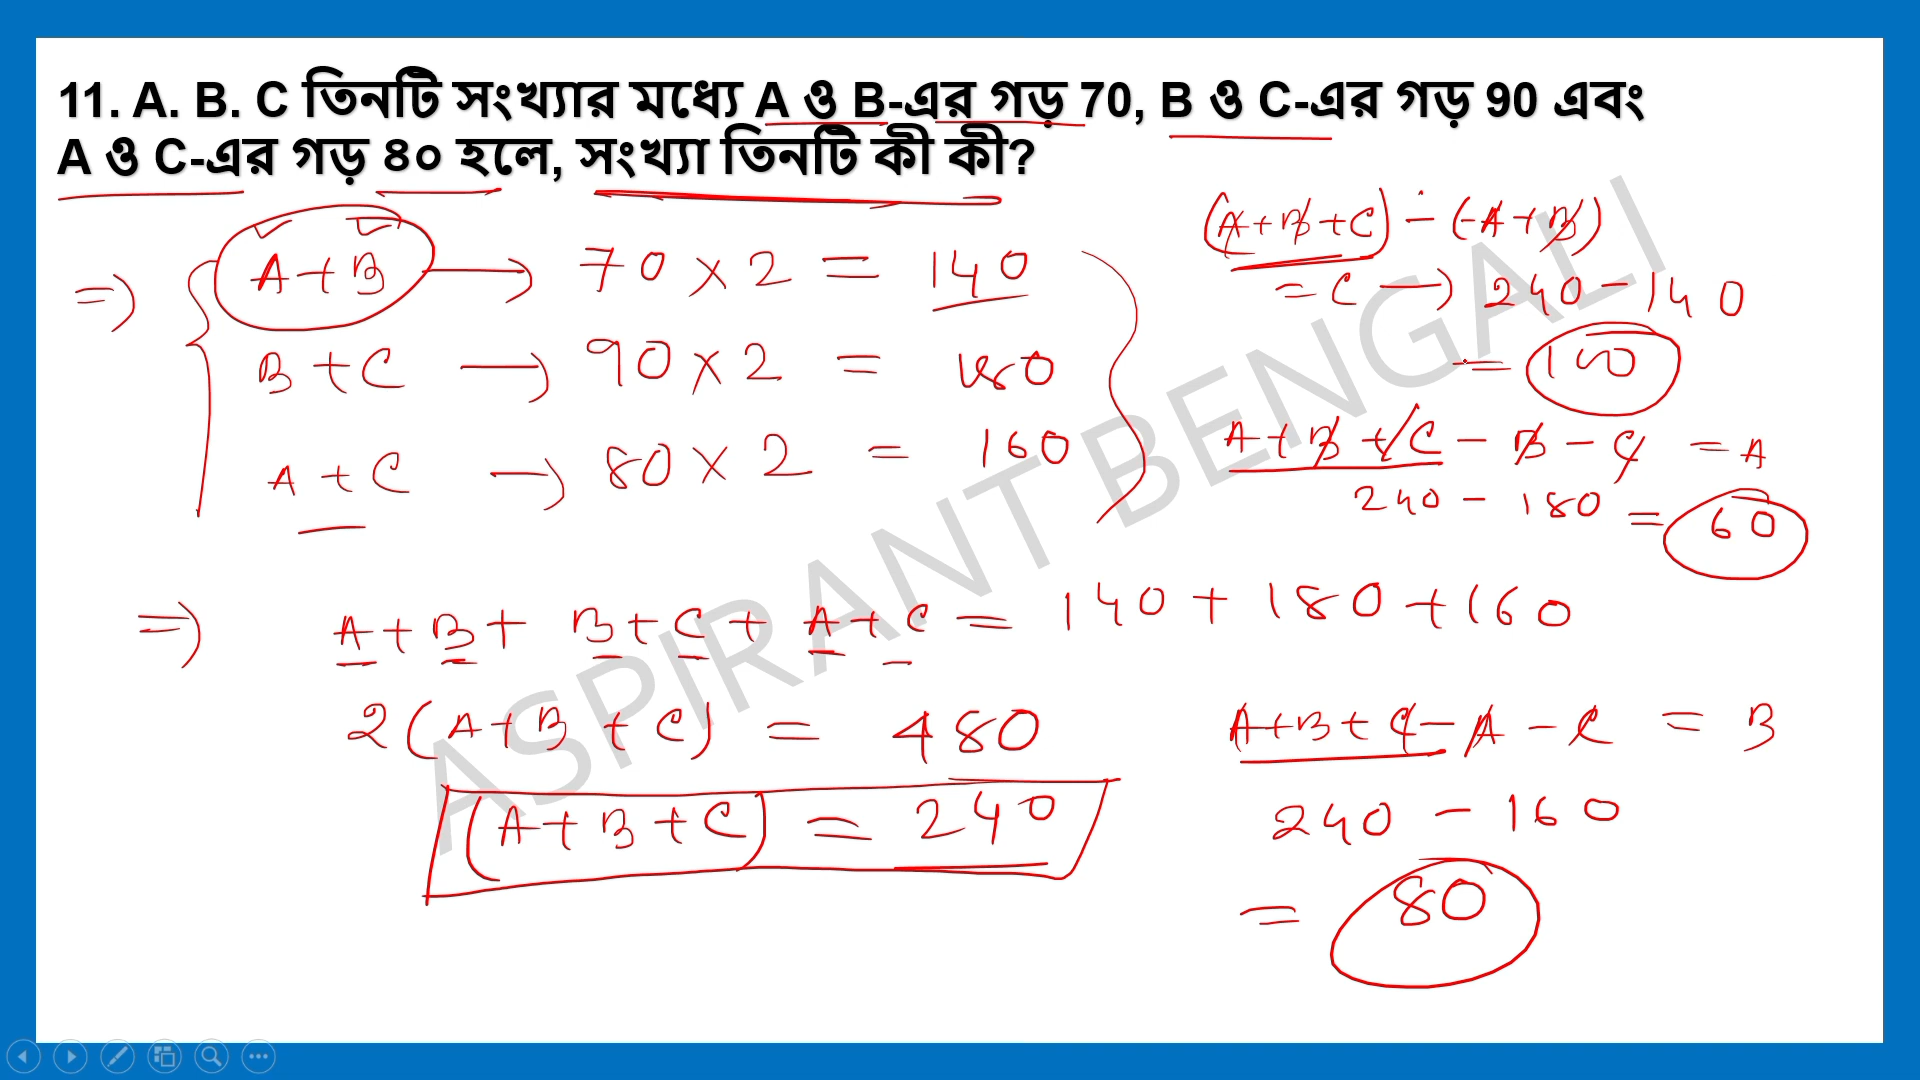 11. A. B. C তিনটি সংখ্যার মধ্যে A ও B-এর গড় 70, B ও C-এর গড় 90 এবং
A ও C-এর গড় ৪০ হলে, সংখ্যা তিনটি কী কী?
=> A+B → 70 × 2 = 140
B + C → 90 × 2 = 180
A + C → 80 × 2 = 160
=> A + B + B + C + A + C = 140 + 180 + 160
2 (A + B + C) = 480
(A + B + C) = 240
(A+B+C) - (A+B)
= C → 240 - 140
= 100
A + B + C - B - C = A
240 - 180 = 60
A+B+C - A - C = B
240 - 160
= 80
ASPIRANT BENGALI